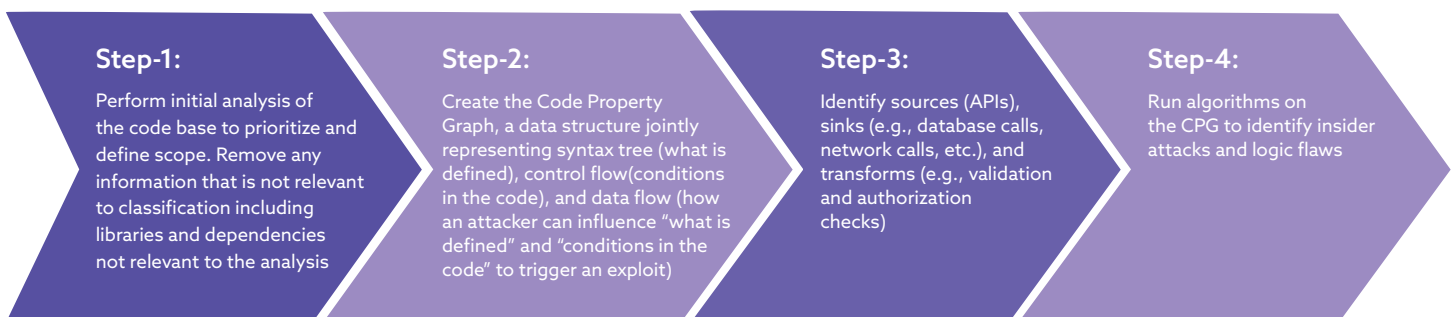 Step-1:
Perform initial analysis of
the code base to prioritize and
define scope. Remove any
information that is not relevant
to classification including
libraries and dependencies
not relevant to the analysis
Step-2:
Create the Code Property
Graph, a data structure jointly
representing syntax tree (what is
defined), control flow(conditions
in the code), and data flow (how
an attacker can influence “what is
defined” and “conditions in the
code” to trigger an exploit)
Step-3:
Identify sources (APIs),
sinks (e.g., database calls,
network calls, etc.), and
transforms (e.g., validation
and authorization
checks)
Step-4:
Run algorithms on
the CPG to identify insider
attacks and logic flaws